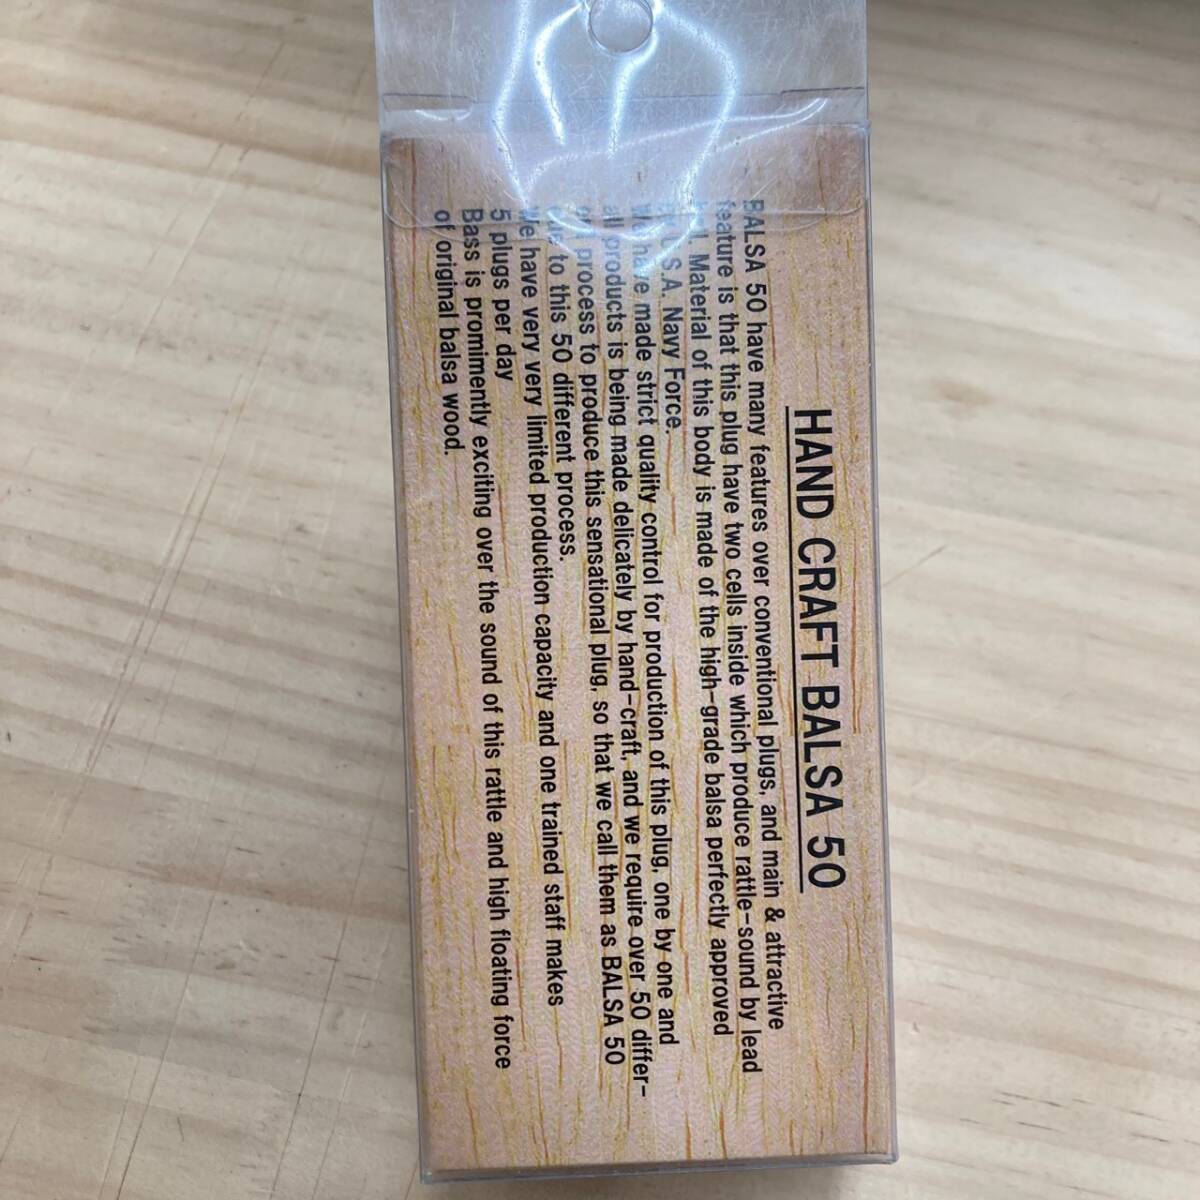 HAND CRAFT BALSA 50
BALSA 50 have many features over conventional plugs, and main & attractive
feature is that this plug have two cells inside which produce rattle-sound by lead
Material of this body is made of the high-grade balsa perfectly approved
U.S.A. Navy Force.
We have made strict quality control for production of this plug, one by one and
all products is being made delicately by hand-craft, and we require over 50 differ-
process to produce this sensational plug, so that we call them as BALSA 50
to this 50 different process.
We have very very limited production capacity and one trained staff makes
5 plugs per day
Bass is promimently exciting over the sound of this rattle and high floating force
of original balsa wood.